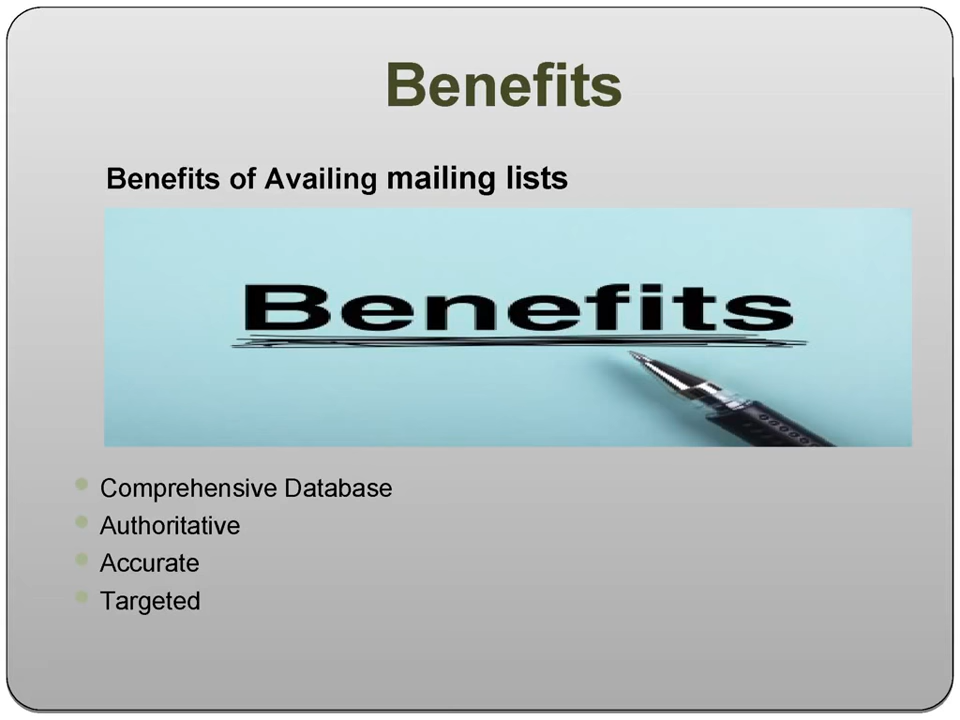 Benefits
Benefits of Availing mailing lists
Benefits
Comprehensive Database
Authoritative
Accurate
Targeted